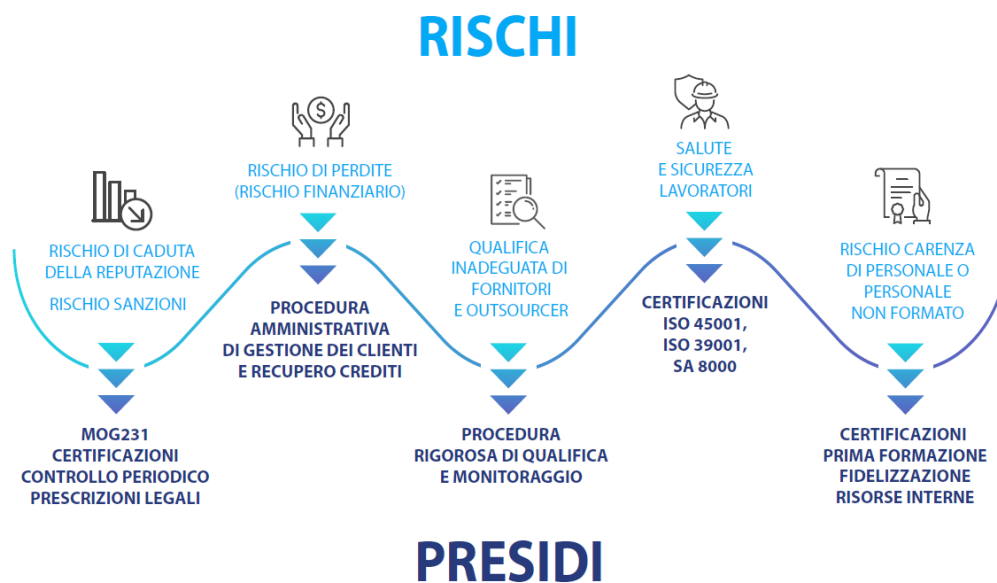 RISCHI
RISCHIO DI CADUTA
DELLA REPUTAZIONE
RISCHIO SANZIONI
MOG231
CERTIFICAZIONI
CONTROLLO PERIODICO
PRESCRIZIONI LEGALI
$
RISCHIO DI PERDITE
(RISCHIO FINANZIARIO)
PROCEDURA
AMMINISTRATIVA
DI GESTIONE DEI CLIENTI
E RECUPERO CREDITI
QUALIFICA
INADEGUATA DI
FORNITORI
E OUTSOURCER
PROCEDURA
RIGOROSA DI QUALIFICA
E MONITORAGGIO
SALUTE
E SICUREZZA
LAVORATORI
CERTIFICAZIONI
ISO 45001,
ISO 39001,
SA 8000
RISCHIO CARENZA
DI PERSONALE O
PERSONALE
NON FORMATO
CERTIFICAZIONI
PRIMA FORMAZIONE
FIDELIZZAZIONE
RISORSE INTERNE
PRESIDI